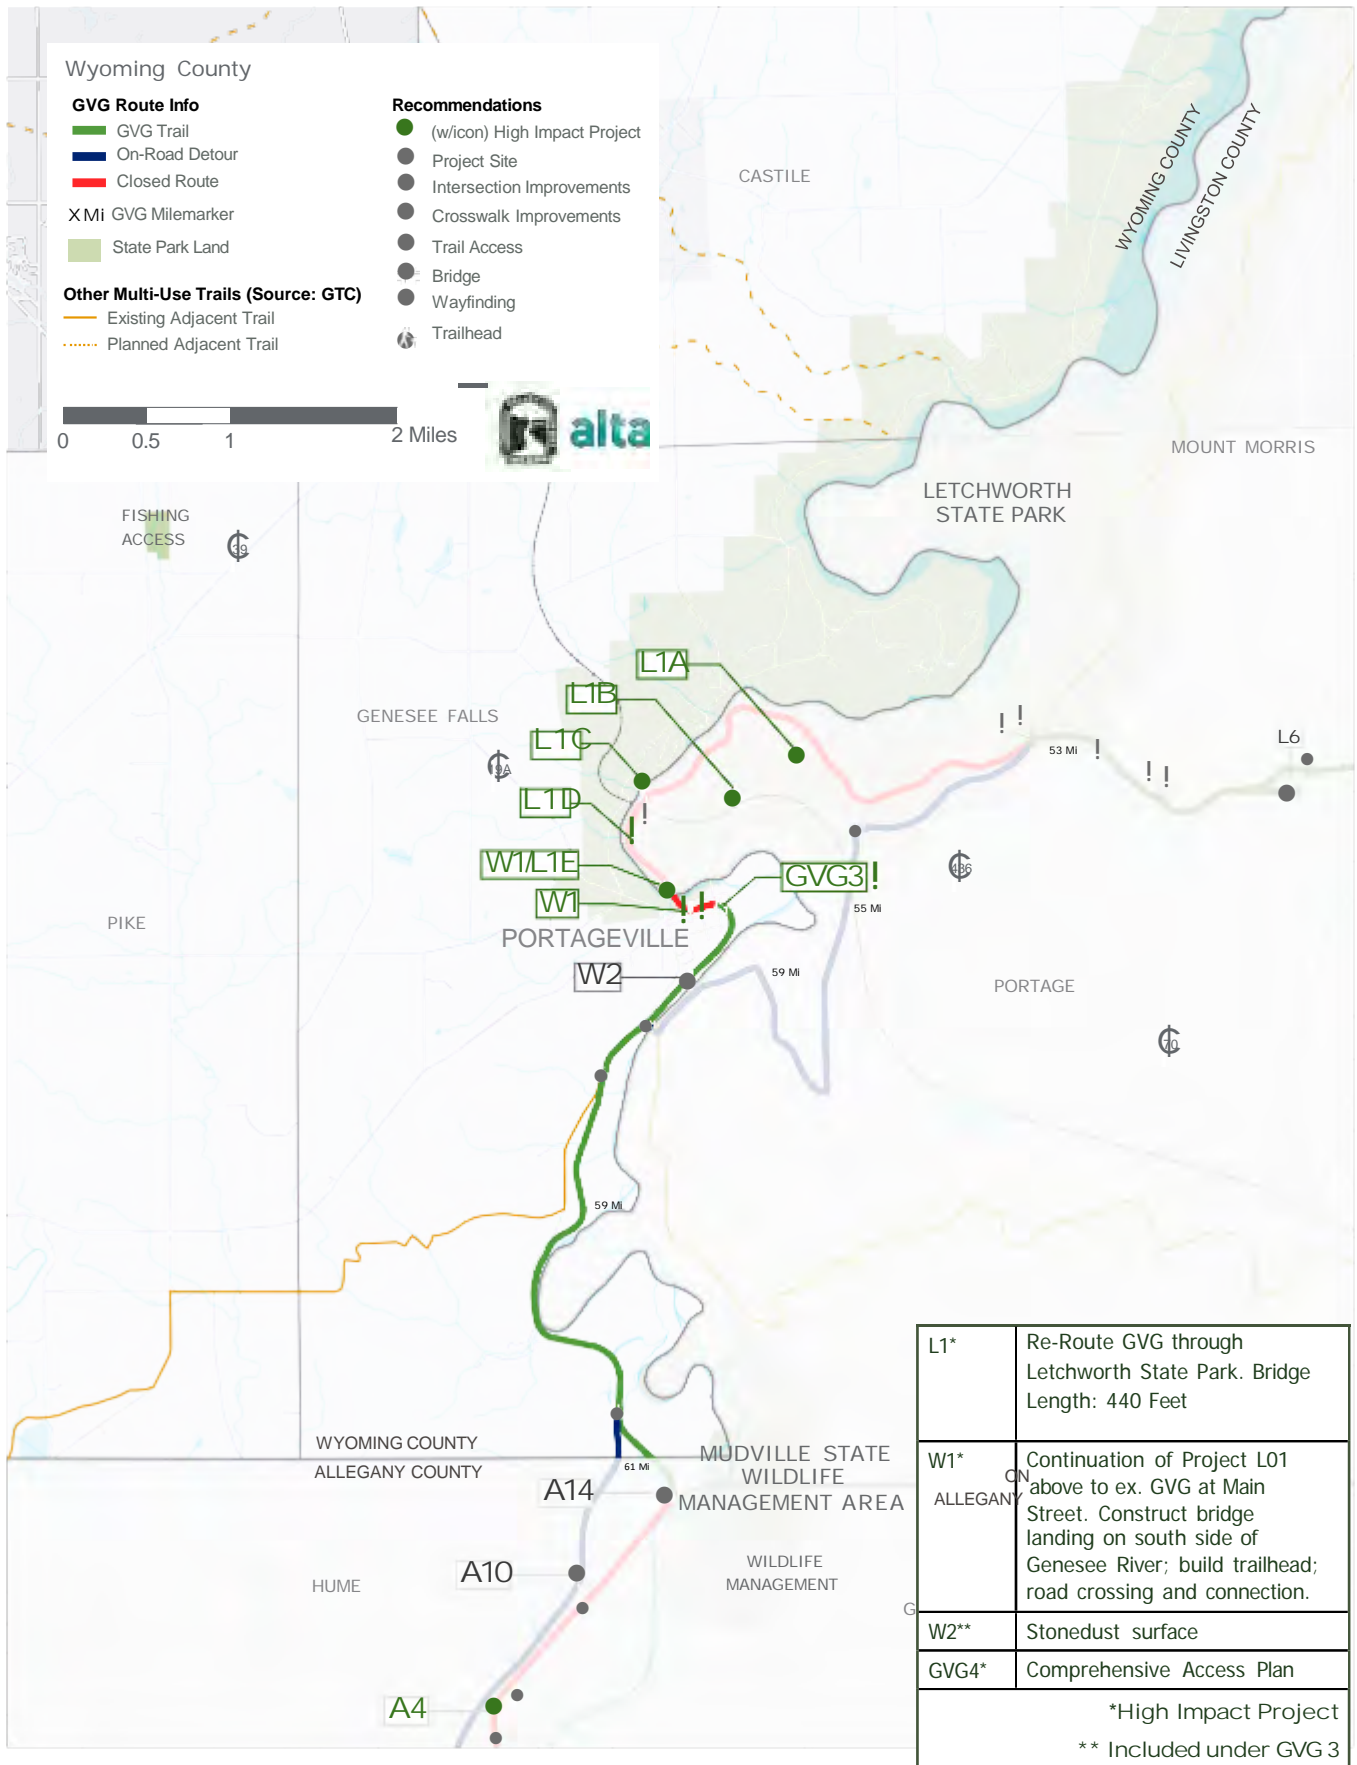 Wyoming County
GVG Route Info
GVG Trail
On-Road Detour
Closed Route
X Mi GVG Milemarker
State Park Land
Other Multi-Use Trails (Source: GTC)
Existing Adjacent Trail
Planned Adjacent Trail
Recommendations
(w/icon) High Impact Project
Project Site
Intersection Improvements
Crosswalk Improvements
Trail Access
Bridge
Wayfinding
Trailhead
0 0.5 1 2 Miles
alta
CASTILE
WYOMING COUNTY
LIVINGSTON COUNTY
MOUNT MORRIS
LETCHWORTH
STATE PARK
FISHING
ACCESS
39
L1A
L1B
GENESEE FALLS
L1C
19A
L1D
53 Mi
L6
W1/L1E
GVG3
436
W1
55 Mi
PIKE
PORTAGEVILLE
W2
59 Mi
PORTAGE
70
59 Mi
WYOMING COUNTY
ALLEGANY COUNTY
61 Mi
MUDVILLE STATE
WILDLIFE
MANAGEMENT AREA
A14
A10
WILDLIFE
MANAGEMENT
HUME
G
A4
ON
ALLEGANY
L1* Re-Route GVG through
Letchworth State Park. Bridge
Length: 440 Feet
W1* Continuation of Project L01
above to ex. GVG at Main
Street. Construct bridge
landing on south side of
Genesee River; build trailhead;
road crossing and connection.
W2** Stonedust surface
GVG4* Comprehensive Access Plan
*High Impact Project
** Included under GVG 3